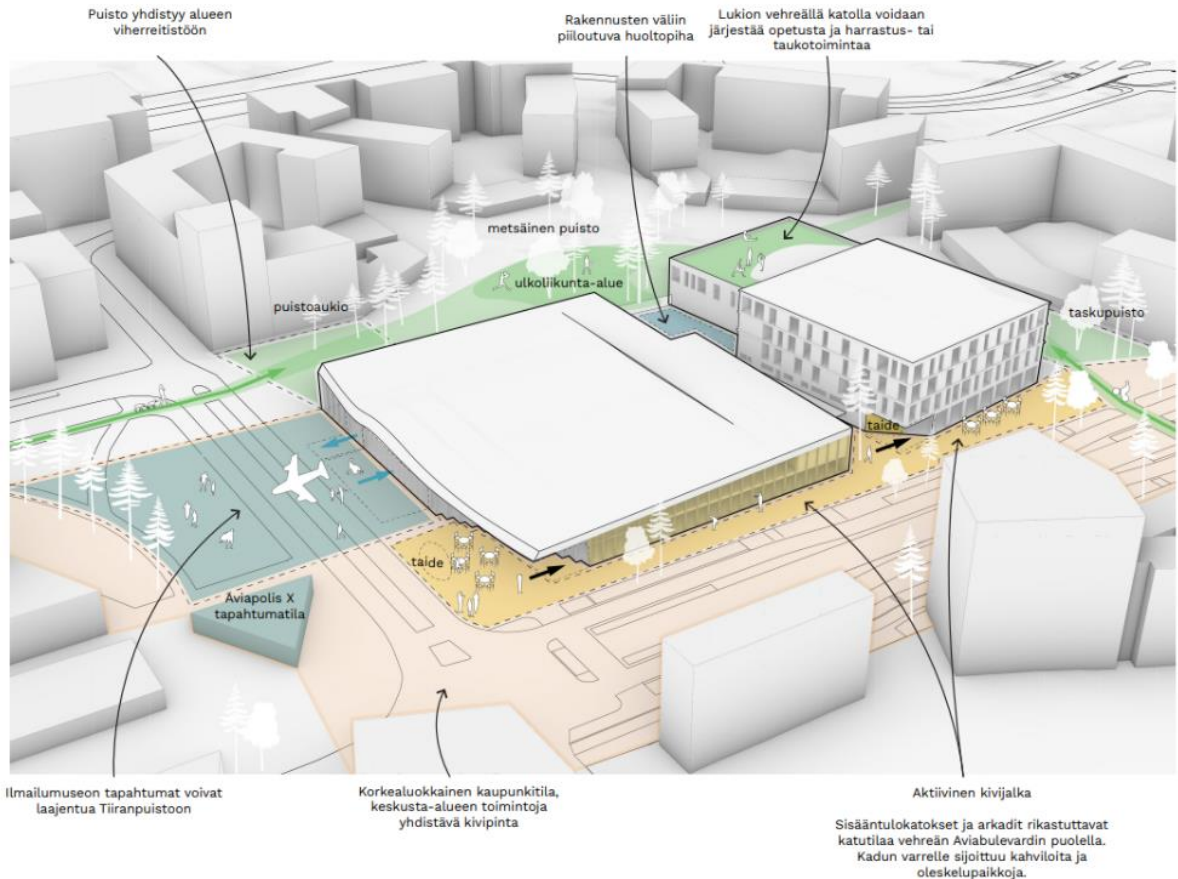 Puisto yhdistyy alueen
viherreitistöön
Rakennusten väliin
piiloutuva huoltopiha
Lukion vehreällä katolla voidaan
järjestää opetusta ja harrastus- tai
taukotoimintaa
metsäinen puisto
ulkoliikunta-alue
puistoaukio
taskupuisto
taide
taide
Aviapolis X
tapahtumatila
Ilmailumuseon tapahtumat voivat
laajentua Tiiranpuistoon
Korkealuokkainen kaupunkitila,
keskusta-alueen toimintoja
yhdistävä kivipinta
Aktiivinen kivijalka
Sisääntulokatokset ja arkadit rikastuttavat
katutilaa vehreän Aviabulevardin puolella.
Kadun varrelle sijoittuu kahviloita ja
oleskelupaikkoja.